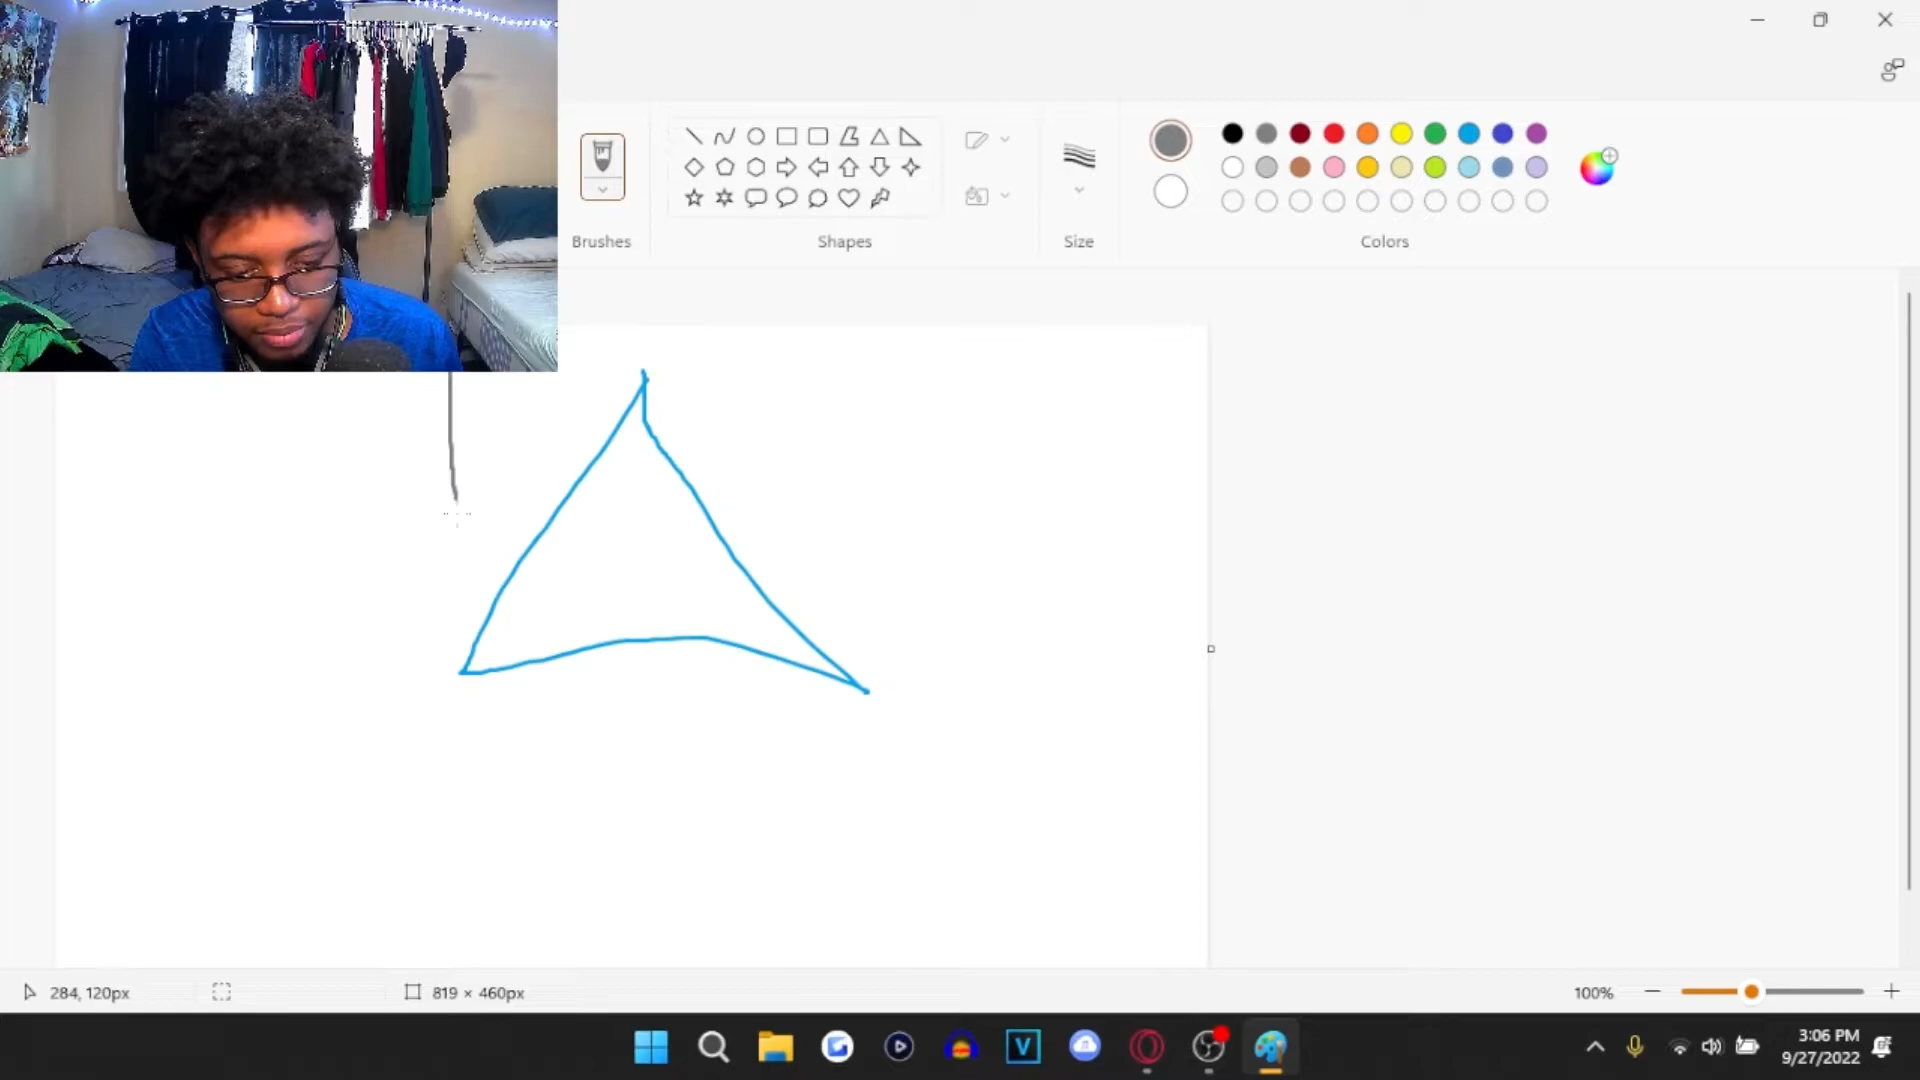 Brushes
Shapes
Size
Colors
284, 120px
819 × 460px
100%
V
3:06 PM
9/27/2022